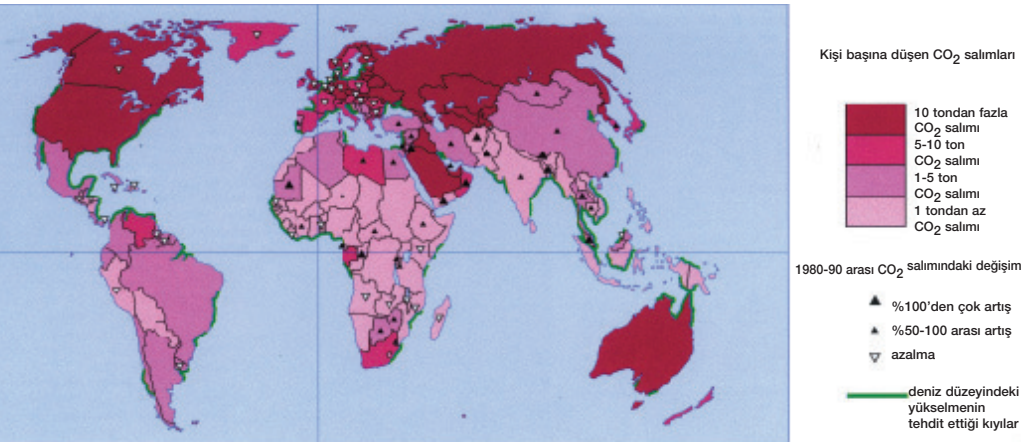 Kişi başına düşen CO2 salımları
10 tondan fazla
CO2 salımı
5-10 ton
CO2 salımı
1-5 ton
CO2 salımı
1 tondan az
CO2 salımı
1980-90 arası CO2 salımındaki değişim
%100'den çok artış
%50-100 arası artış
azalma
deniz düzeyindeki
yükselmenin
tehdit ettiği kıyılar